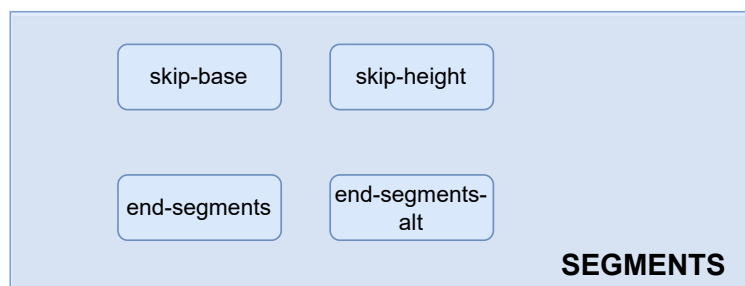 skip-base
skip-height
end-segments
end-segments-
alt
SEGMENTS